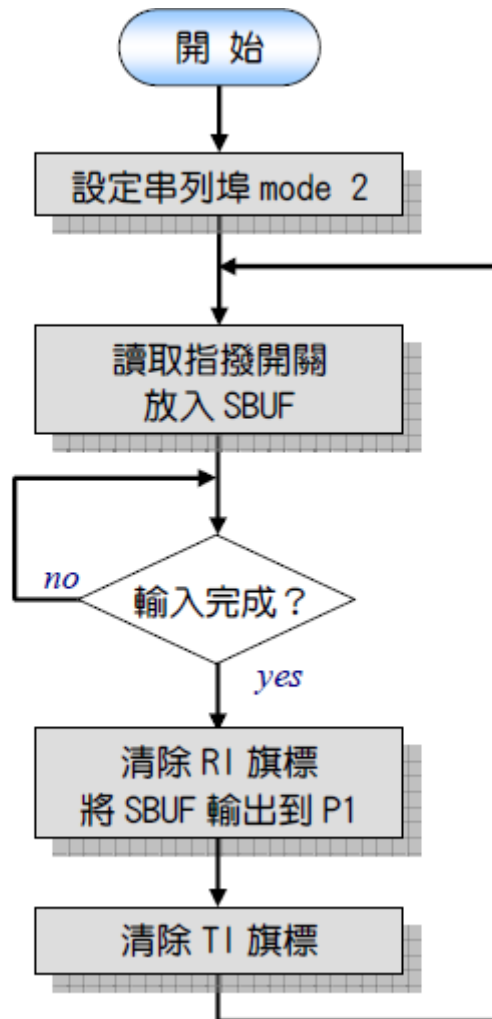 開 始
設定串列埠 mode 2
讀取指撥開關
放入 SBUF
no
輸入完成？
yes
清除 RI 旗標
將 SBUF 輸出到 P1
清除 TI 旗標